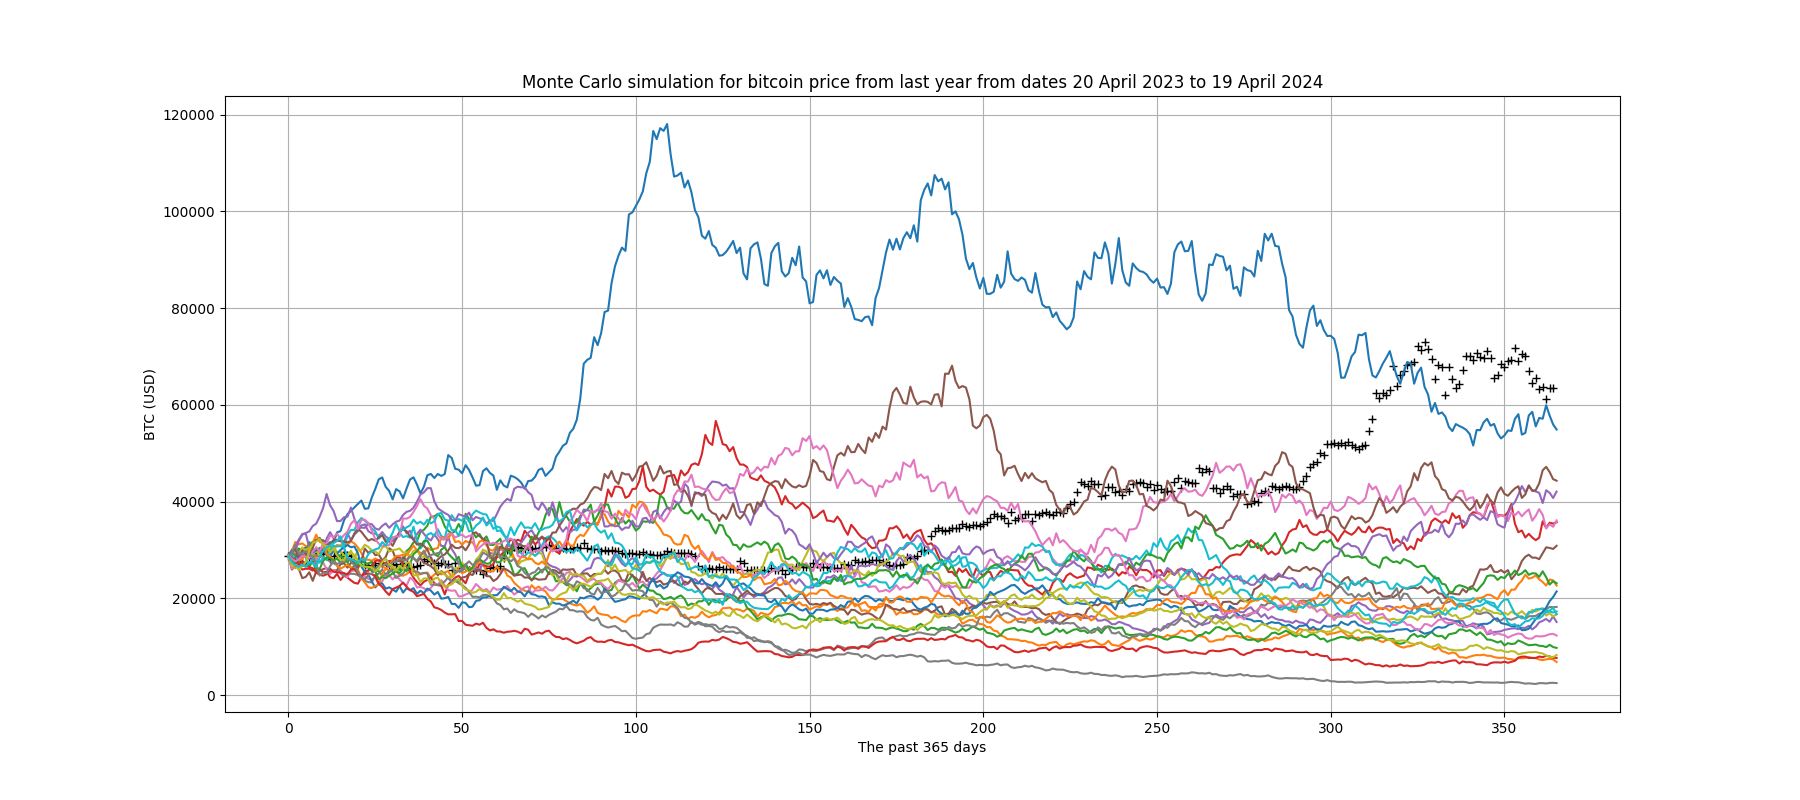 Monte Carlo simulation for bitcoin price from last year from dates 20 April 2023 to 19 April 2024
120000
100000
80000
60000
40000
20000
0
BTC (USD)
0 50 100 150 200 250 300 350
The past 365 days